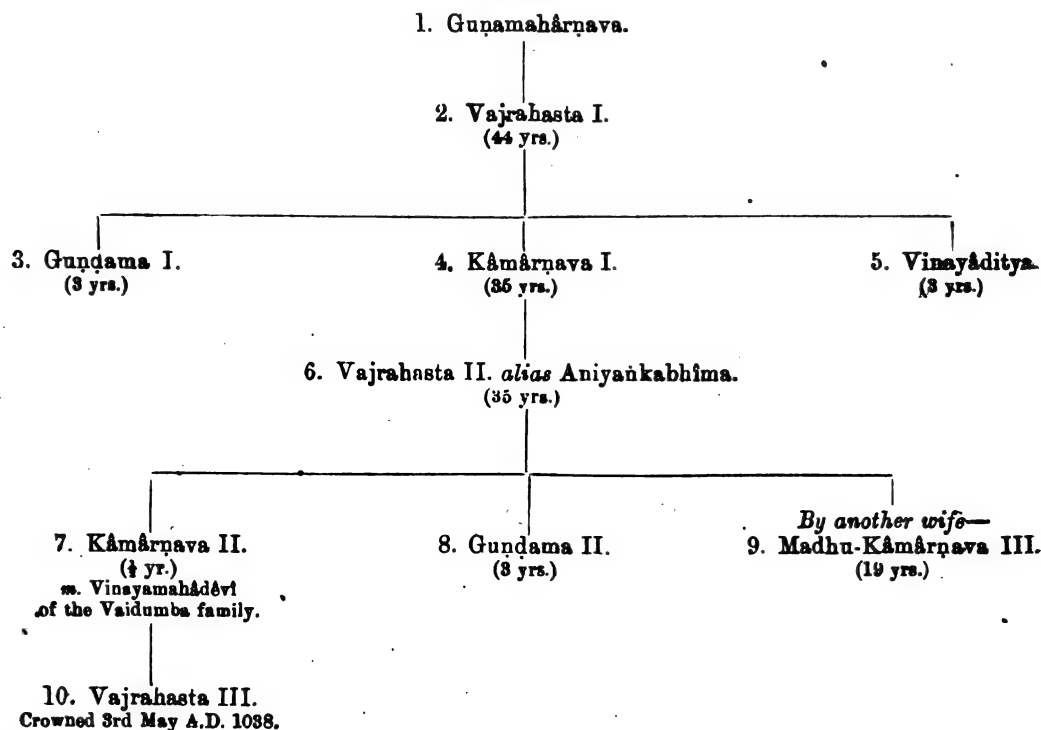 1. Guṇamahârṇava.
2. Vajrahasta I.
(44 yrs.)
3. Guṇḍama I.
(3 yrs.)
4. Kâmârṇava I.
(35 yrs.)
5. Vinayâditya.
(3 yrs.)
6. Vajrahasta II. alias Aniyaṅkabhîma.
(35 yrs.)
7. Kâmârṇava II.
(½ yr.)
m. Vinayamahâdêvî
of the Vaidumba family.
8. Guṇḍama II.
(3 yrs.)
By another wife—
9. Madhu-Kâmârṇava III.
(19 yrs.)
10. Vajrahasta III.
Crowned 3rd May A.D. 1038.